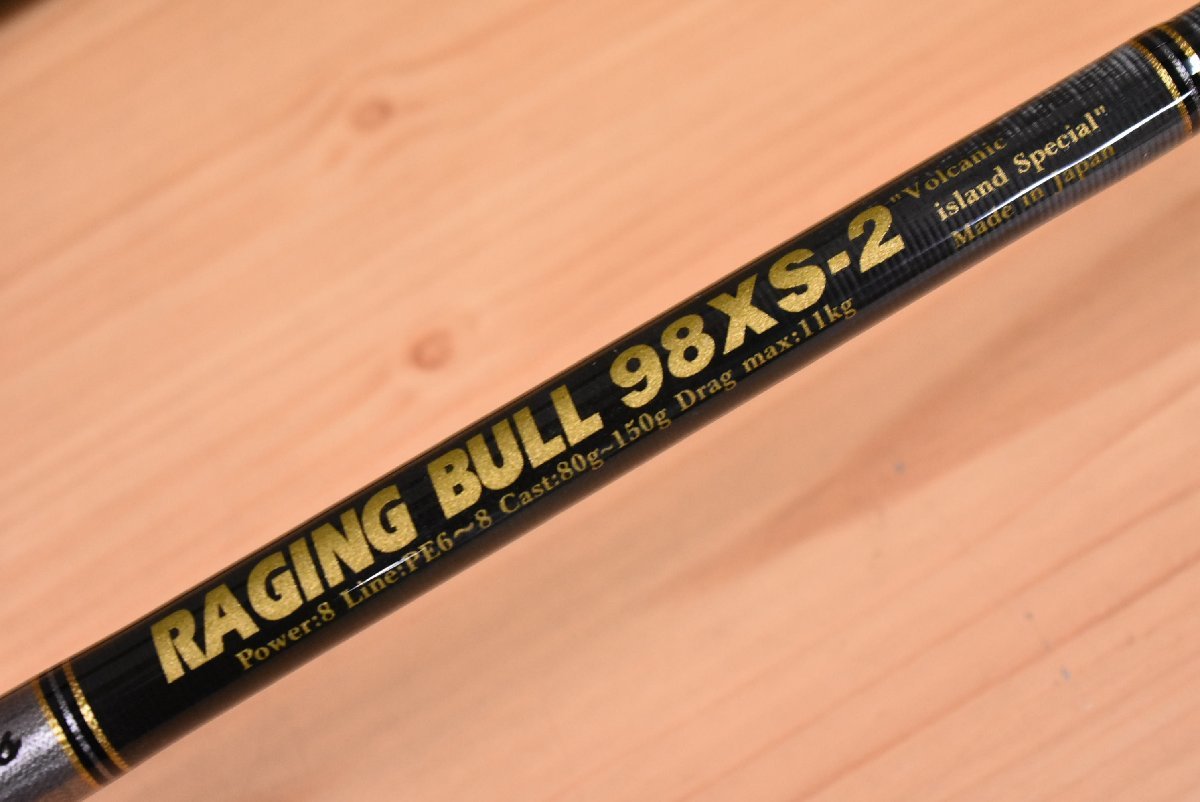 RAGING BULL 98XS-2
Power:8 Line:PE6～8 Cast:80g~150g Drag max:11kg
"Volcanic
island Special"
Made in Japan